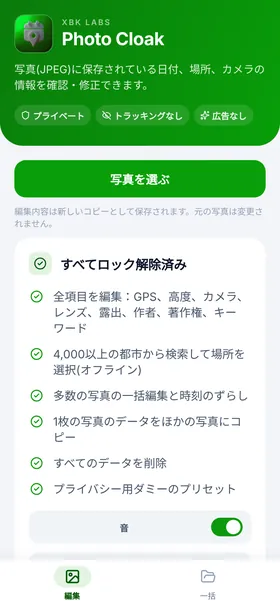 XBK LABS
Photo Cloak
写真(JPEG)に保存されている日付、場所、カメラの
情報を確認・修正できます。
プライベート
トラッキングなし
広告なし
写真を選ぶ
編集内容は新しいコピーとして保存されます。元の写真は変更さ
れません。
すべてロック解除済み
全項目を編集：GPS、高度、カメラ、
レンズ、露出、作者、著作権、キー
ワード
4,000以上の都市から検索して場所を
選択(オフライン)
多数の写真の一括編集と時刻のずらし
1枚の写真のデータをほかの写真にコ
ピー
すべてのデータを削除
プライバシー用ダミーのプリセット
音
編集
一括